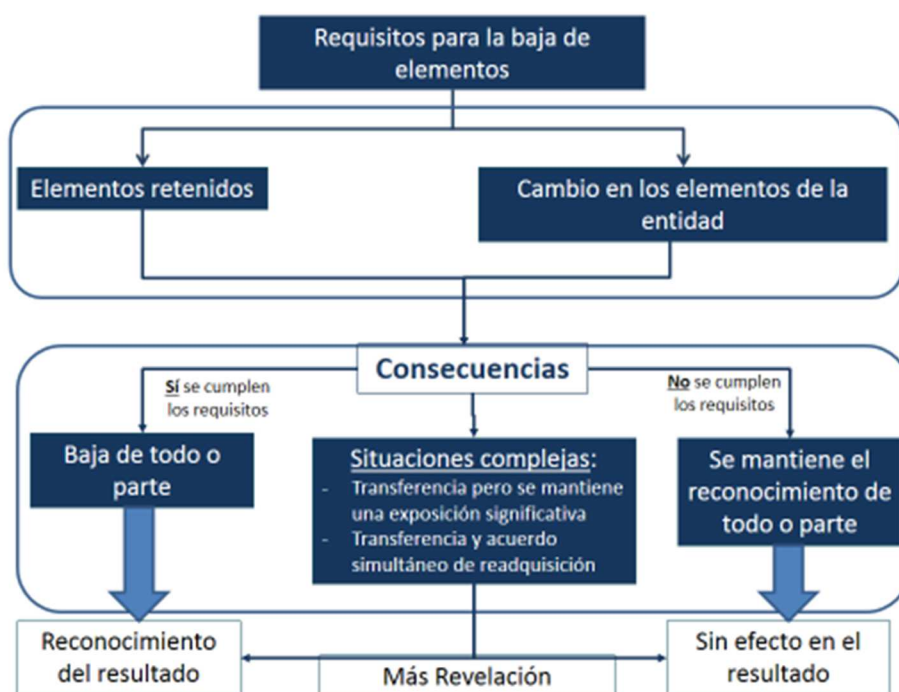 Requisitos para la baja de
elementos
Elementos retenidos
Cambio en los elementos de la
entidad
Consecuencias
Sí se cumplen
los requisitos
No se cumplen
los requisitos
Baja de todo o
parte
Situaciones complejas:
- Transferencia pero se mantiene
una exposición significativa
- Transferencia y acuerdo
simultáneo de readquisición
Se mantiene el
reconocimiento de
todo o parte
Reconocimiento
del resultado
Más Revelación
Sin efecto en el
resultado